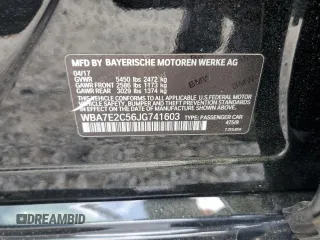 MFD BY BAYERISCHE MOTOREN WERKE AG
04/17
GVWR 5450 lbs 2472 kg
GAWR FRONT 2586 lbs 1173 kg
GAWR REAR 3029 lbs 1374 kg
THIS VEHICLE CONFORMS TO ALL APPLICABLE
FEDERAL MOTOR VEHICLE SAFETY, BUMPER,
AND THEFT PREVENTION STANDARDS IN EFFECT
ON THE DATE OF MANUFACTURE SHOWN ABOVE.
WBA7E2C56JG741603 TYPE: PASSENGER CAR
475/9
DREAMBID